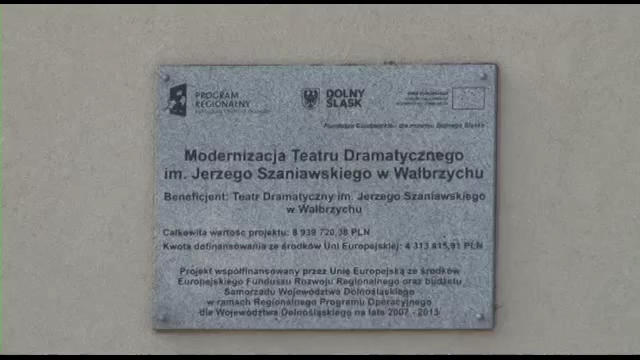 PROGRAM
REGIONALNY
DOLNY
ŚLĄSK
Modernizacja Teatru Dramatycznego
im. Jerzego Szaniawskiego w Wałbrzychu
Beneficjent: Teatr Dramatyczny im. Jerzego Szaniawskiego
w Wałbrzychu
Całkowita wartość projektu: 8 939 720,38 PLN
Kwota dofinansowania ze środków Unii Europejskiej: 4 313 815,91 PLN
Projekt współfinansowany przez Unię Europejską ze środków
Europejskiego Funduszu Rozwoju Regionalnego oraz budżetu
Samorządu Województwa Dolnośląskiego
w ramach Regionalnego Programu Operacyjnego
dla Województwa Dolnośląskiego na lata 2007 - 2013